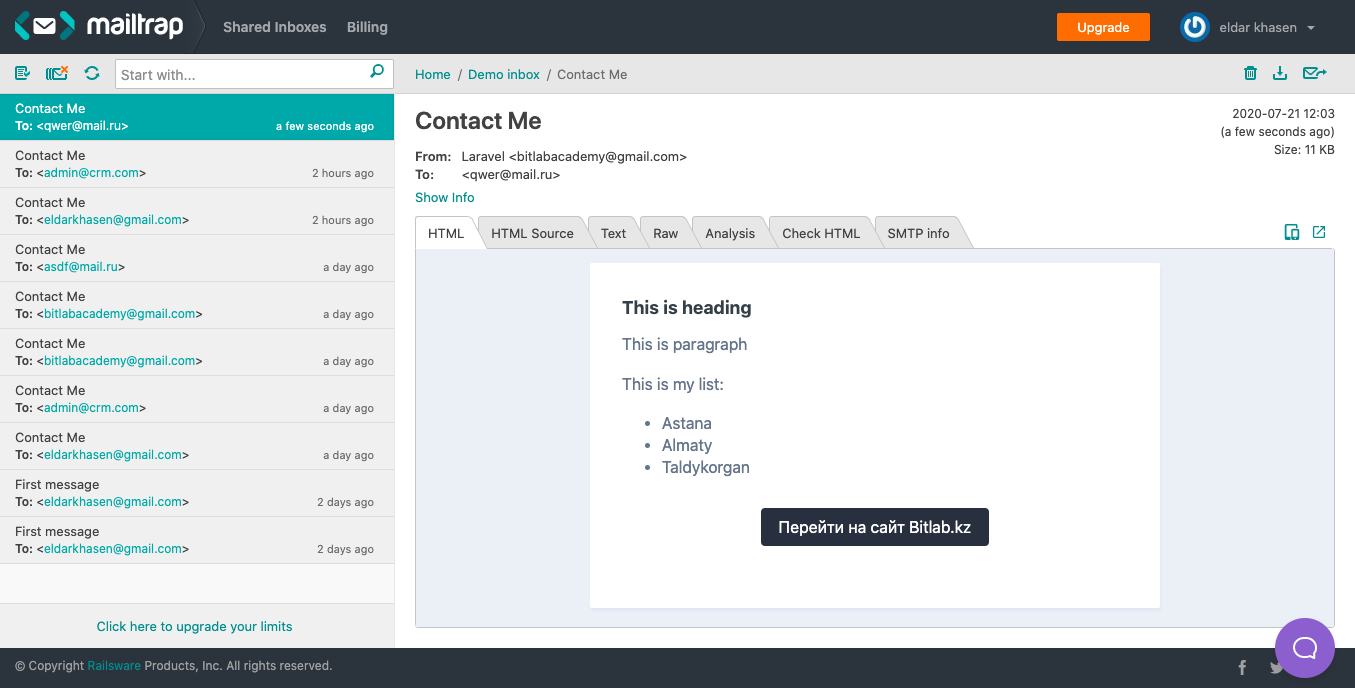 mailtrap
Shared Inboxes
Billing
Upgrade
eldar khasen
Start with...
Home / Demo inbox / Contact Me
Contact Me
To: <qwer@mail.ru>
a few seconds ago
Contact Me
To: <admin@crm.com>
2 hours ago
Contact Me
To: <eldarkhasen@gmail.com>
2 hours ago
Contact Me
To: <asdf@mail.ru>
a day ago
Contact Me
To: <bitlabacademy@gmail.com>
a day ago
Contact Me
To: <bitlabacademy@gmail.com>
a day ago
Contact Me
To: <admin@crm.com>
a day ago
Contact Me
To: <eldarkhasen@gmail.com>
a day ago
First message
To: <eldarkhasen@gmail.com>
2 days ago
First message
To: <eldarkhasen@gmail.com>
2 days ago
Click here to upgrade your limits
Contact Me
2020-07-21 12:03
(a few seconds ago)
Size: 11 KB
From: Laravel <bitlabacademy@gmail.com>
To: <qwer@mail.ru>
Show Info
HTML
HTML Source
Text
Raw
Analysis
Check HTML
SMTP info
This is heading
This is paragraph
This is my list:
• Astana
• Almaty
• Taldykorgan
Перейти на сайт Bitlab.kz
© Copyright Railsware Products, Inc. All rights reserved.